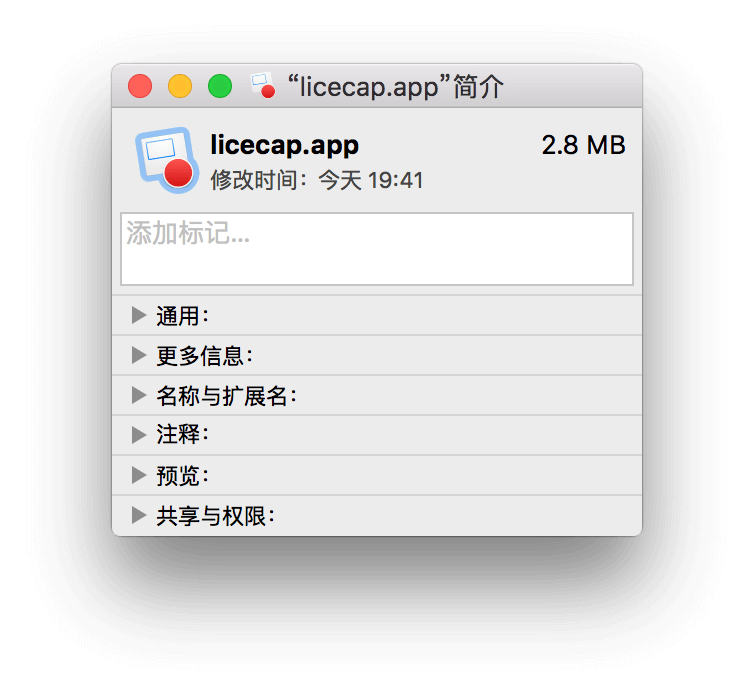 “licecap.app”简介
licecap.app 2.8 MB
修改时间：今天 19:41
添加标记...
通用：
更多信息：
名称与扩展名：
注释：
预览：
共享与权限：